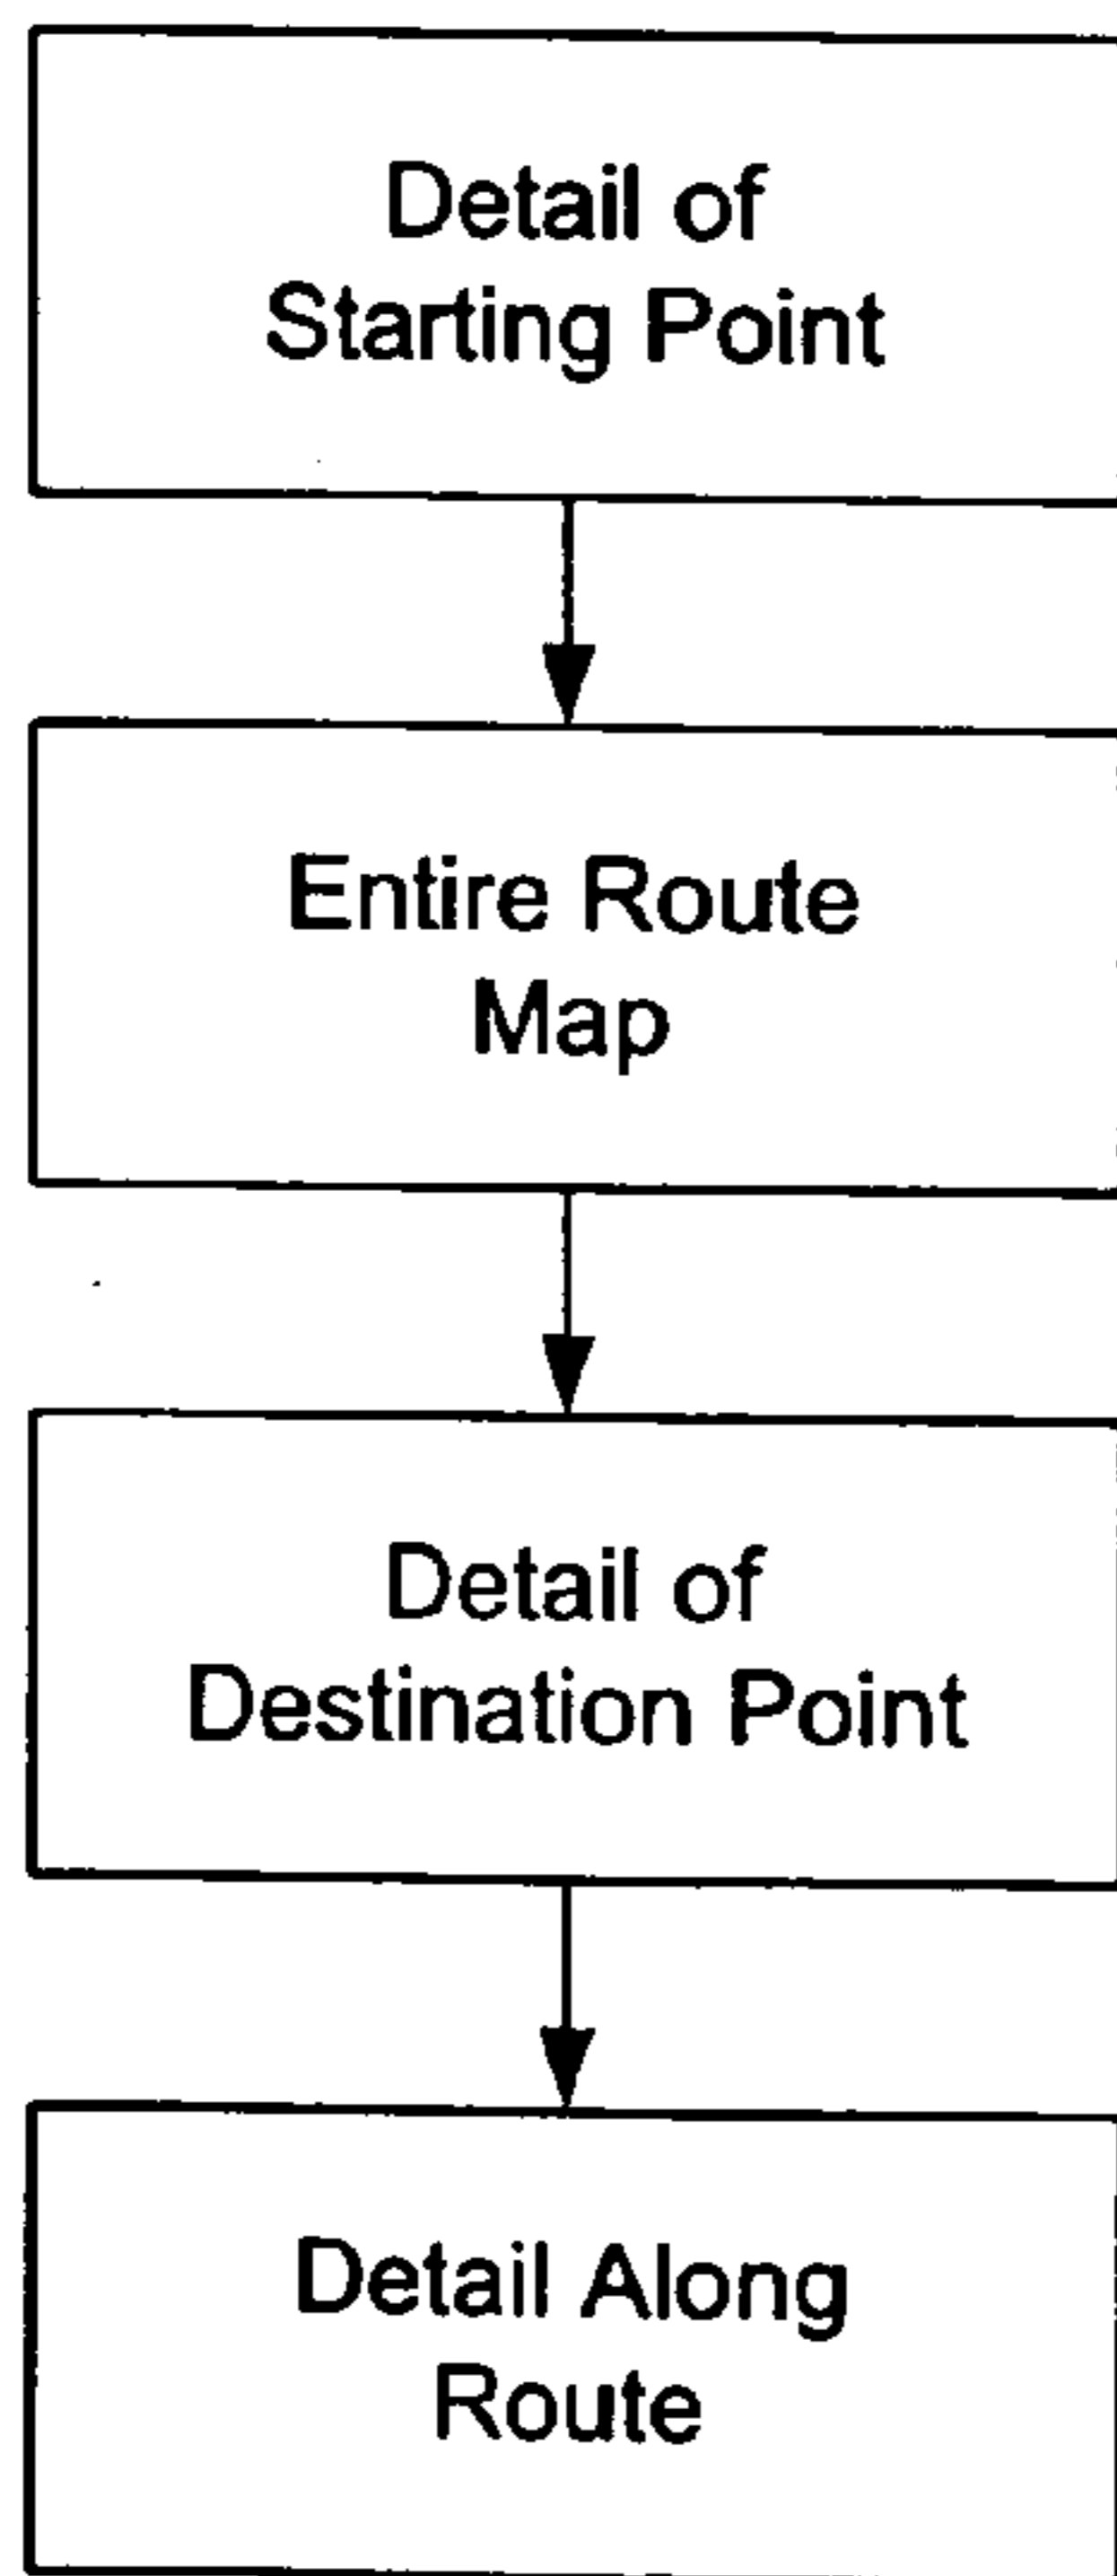 Detail of
Starting Point
Entire Route
Map
Detail of
Destination Point
Detail Along
Route